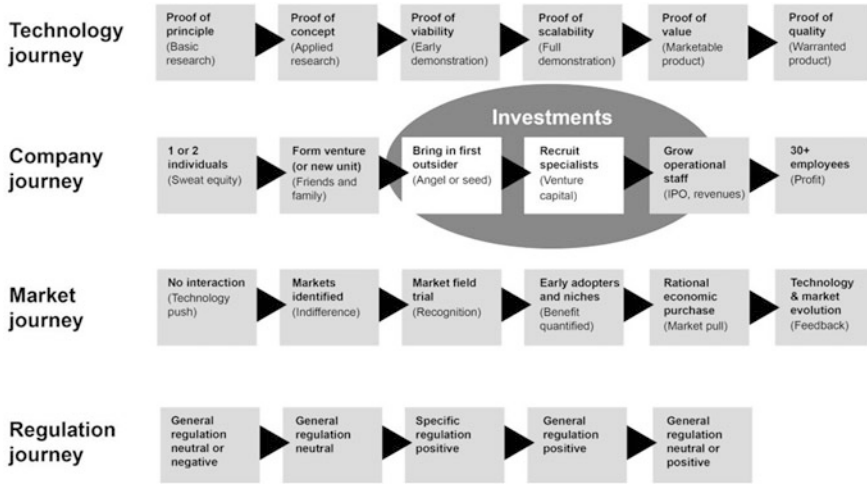 Technology
journey
Proof of
principle
(Basic
research)
Proof of
concept
(Applied
research)
Proof of
viability
(Early
demonstration)
Proof of
scalability
(Full
demonstration)
Proof of
value
(Marketable
product)
Proof of
quality
(Warranted
product)
Investments
Company
journey
1 or 2
individuals
(Sweat equity)
Form venture
(or new unit)
(Friends and
family)
Bring in first
outsider
(Angel or seed)
Recruit
specialists
(Venture
capital)
Grow
operational
staff
(IPO, revenues)
30+
employees
(Profit)
Market
journey
No interaction
(Technology
push)
Markets
identified
(Indifference)
Market field
trial
(Recognition)
Early adopters
and niches
(Benefit
quantified)
Rational
economic
purchase
(Market pull)
Technology
& market
evolution
(Feedback)
Regulation
journey
General
regulation
neutral or
negative
General
regulation
neutral
Specific
regulation
positive
General
regulation
positive
General
regulation
neutral or
positive